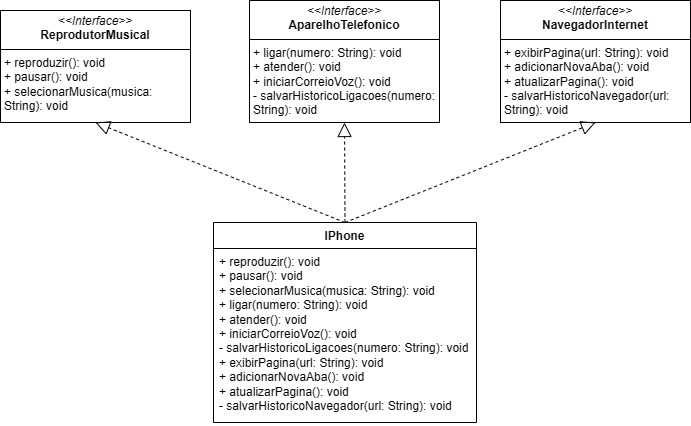 <<Interface>>
ReprodutorMusical
+ reproduzir(): void
+ pausar(): void
+ selecionarMusica(musica:
String): void
<<Interface>>
AparelhoTelefonico
+ ligar(numero: String): void
+ atender(): void
+ iniciarCorreioVoz(): void
- salvarHistoricoLigacoes(numero:
String): void
<<Interface>>
NavegadorInternet
+ exibirPagina(url: String): void
+ adicionarNovaAba(): void
+ atualizarPagina(): void
- salvarHistoricoNavegador(url:
String): void
IPhone
+ reproduzir(): void
+ pausar(): void
+ selecionarMusica(musica: String): void
+ ligar(numero: String): void
+ atender(): void
+ iniciarCorreioVoz(): void
- salvarHistoricoLigacoes(numero: String): void
+ exibirPagina(url: String): void
+ adicionarNovaAba(): void
+ atualizarPagina(): void
- salvarHistoricoNavegador(url: String): void